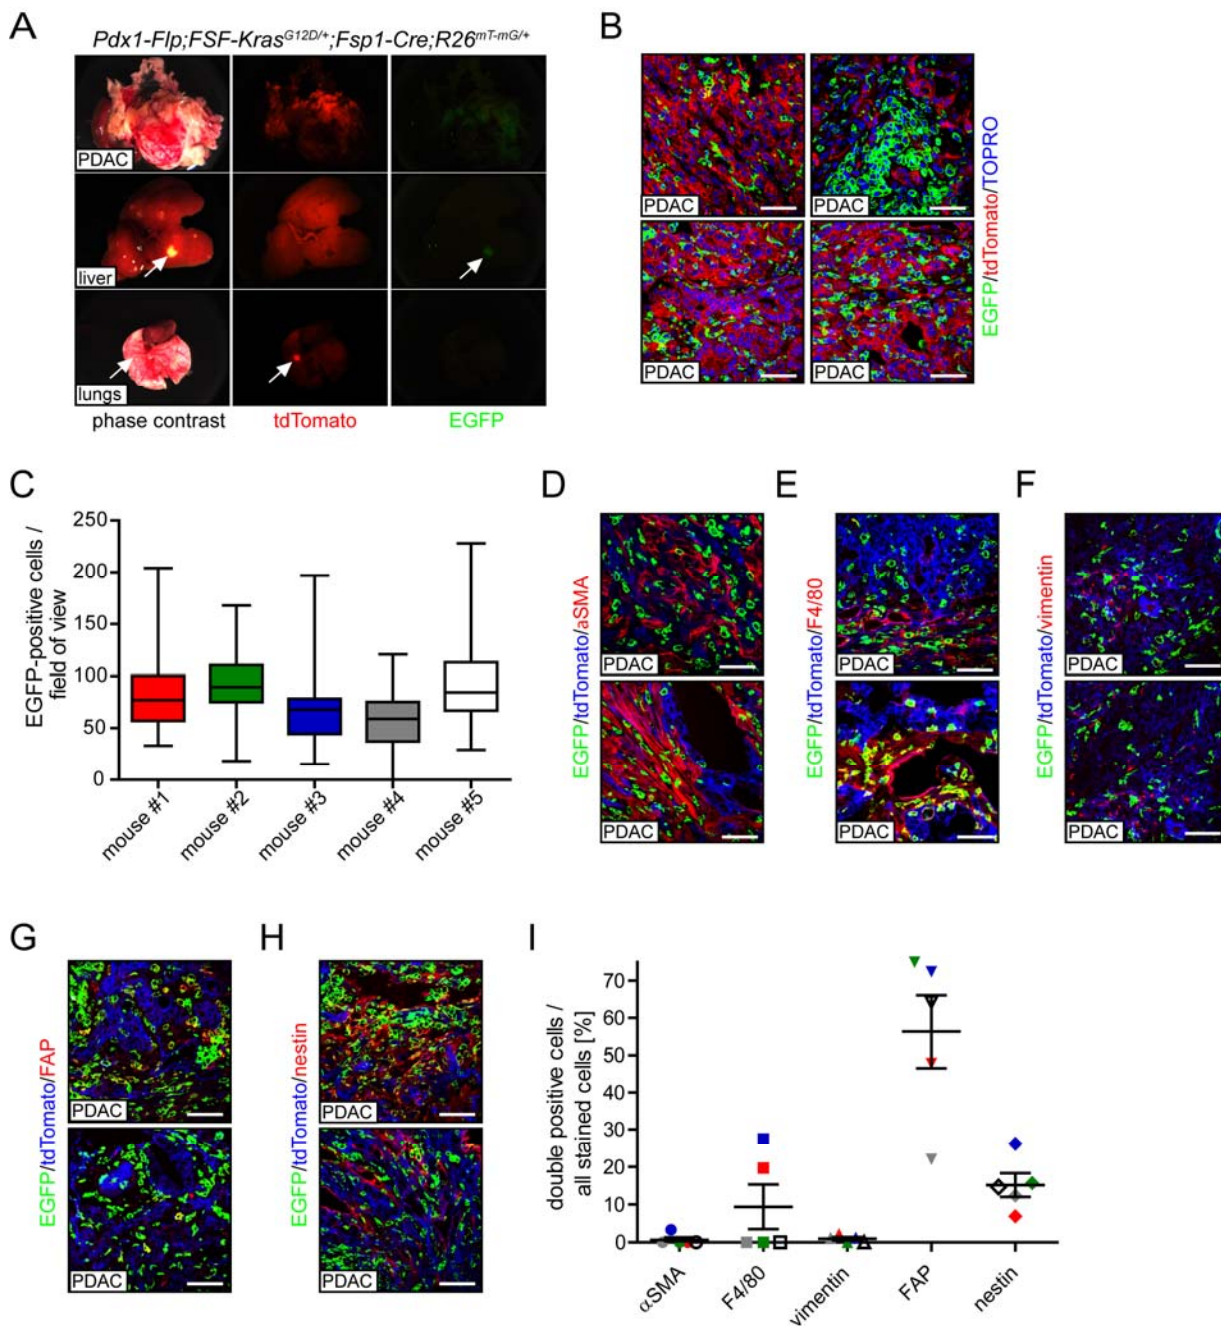 A
Pdx1-Flp;FSF-Kras^G12D/+;Fsp1-Cre;R26^mT-mG/+
PDAC
liver
lungs
phase contrast
tdTomato
EGFP
B
PDAC
PDAC
PDAC
PDAC
EGFP/tdTomato/TOPRO
C
EGFP-positive cells /
field of view
250
200
150
100
50
0
mouse #1
mouse #2
mouse #3
mouse #4
mouse #5
D
EGFP/tdTomato/aSMA
PDAC
PDAC
E
EGFP/tdTomato/F4/80
PDAC
PDAC
F
EGFP/tdTomato/vimentin
PDAC
PDAC
G
EGFP/tdTomato/FAP
PDAC
PDAC
H
EGFP/tdTomato/nestin
PDAC
PDAC
I
double positive cells /
all stained cells [%]
70
60
50
40
30
20
10
0
αSMA
F4/80
vimentin
FAP
nestin